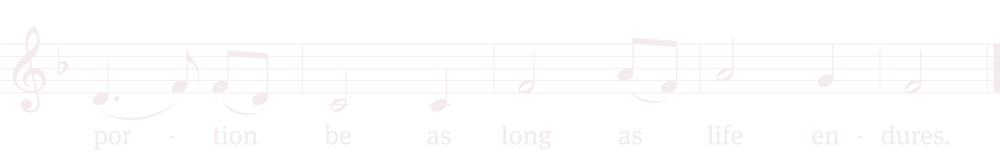 por - tion be as long as life en - dures.